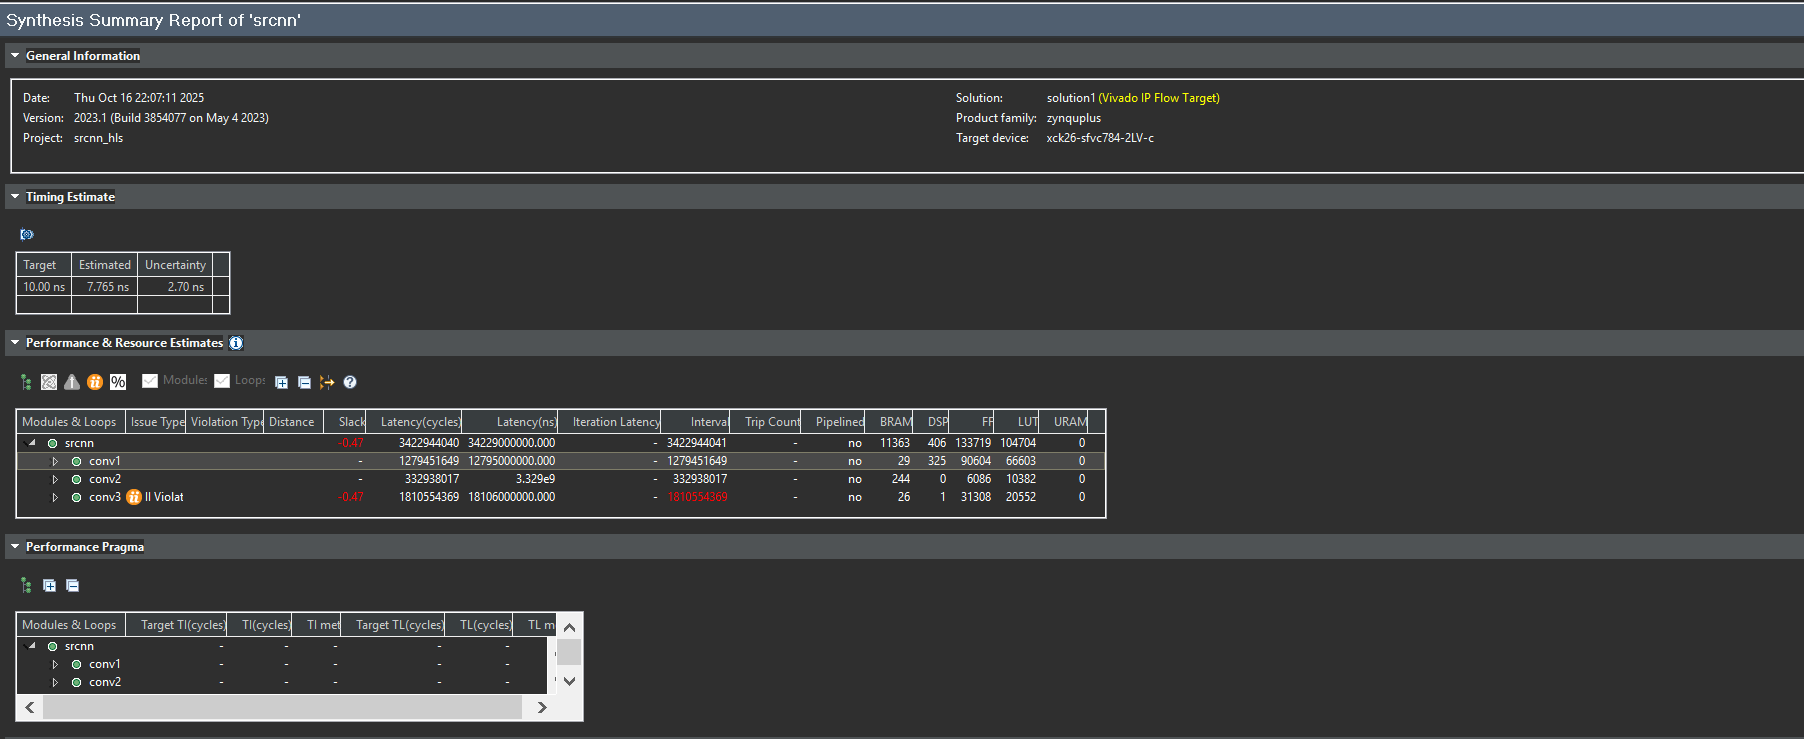 Synthesis Summary Report of 'srcnn'
General Information
Date: Thu Oct 16 22:07:11 2025 Solution: solution1 (Vivado IP Flow Target)
Version: 2023.1 (Build 3854077 on May 4 2023) Product family: zynquplus
Project: srcnn_hls Target device: xck26-sfvc784-2LV-c
Timing Estimate
Target Estimated Uncertainty
10.00 ns 7.765 ns 2.70 ns
Performance & Resource Estimates
% Modules Loops
Modules & Loops Issue Type Violation Type Distance Slack Latency(cycles) Latency(ns) Iteration Latency Interval Trip Count Pipelined BRAM DSP FF LUT URAM
srcnn -0.47 3422944040 34229000000.000 - 3422944041 - no 11363 406 133719 104704 0
conv1 - 1279451649 12795000000.000 - 1279451649 - no 29 325 90604 66603 0
conv2 - 332938017 3.329e9 - 332938017 - no 244 0 6086 10382 0
conv3 II Violat -0.47 1810554369 18106000000.000 - 1810554369 - no 26 1 31308 20552 0
Performance Pragma
Modules & Loops Target TI(cycles) TI(cycles) TI met Target TL(cycles) TL(cycles) TL m
srcnn - - - - -
conv1 - - - - -
conv2 - - - - -